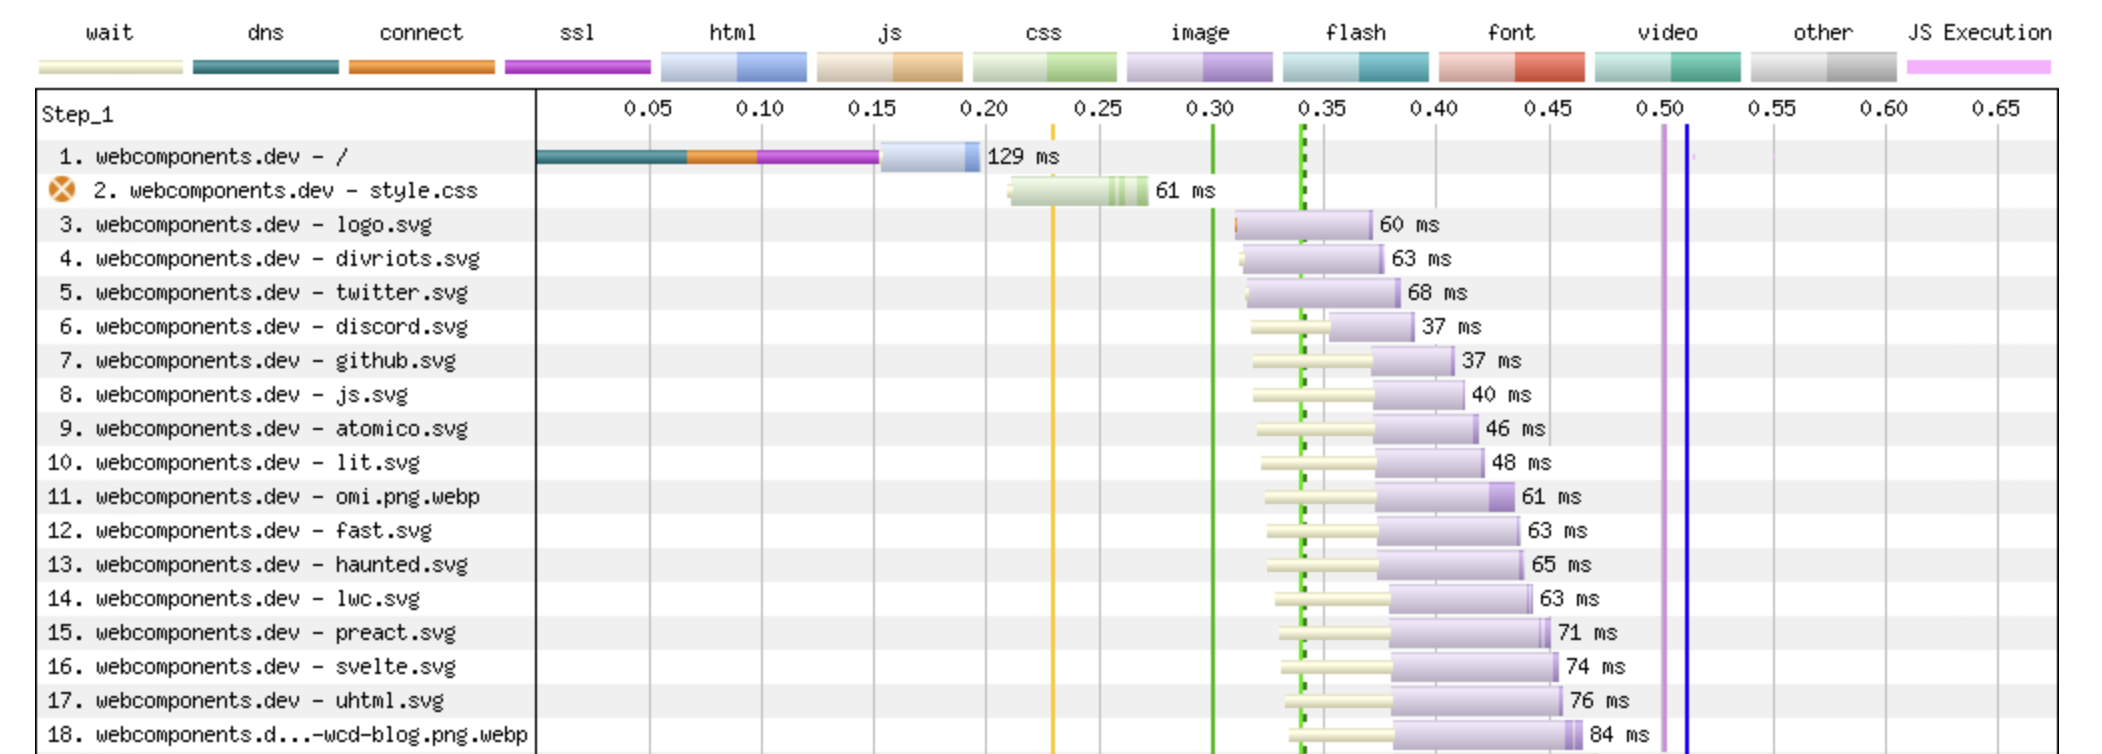 wait dns connect ssl html js css image flash font video other JS Execution
Step_1 0.05 0.10 0.15 0.20 0.25 0.30 0.35 0.40 0.45 0.50 0.55 0.60 0.65
1. webcomponents.dev - / 129 ms
2. webcomponents.dev - style.css 61 ms
3. webcomponents.dev - logo.svg 60 ms
4. webcomponents.dev - divriots.svg 63 ms
5. webcomponents.dev - twitter.svg 68 ms
6. webcomponents.dev - discord.svg 37 ms
7. webcomponents.dev - github.svg 37 ms
8. webcomponents.dev - js.svg 40 ms
9. webcomponents.dev - atomico.svg 46 ms
10. webcomponents.dev - lit.svg 48 ms
11. webcomponents.dev - omi.png.webp 61 ms
12. webcomponents.dev - fast.svg 63 ms
13. webcomponents.dev - haunted.svg 65 ms
14. webcomponents.dev - lwc.svg 63 ms
15. webcomponents.dev - preact.svg 71 ms
16. webcomponents.dev - svelte.svg 74 ms
17. webcomponents.dev - uhtml.svg 76 ms
18. webcomponents.d...-wcd-blog.png.webp 84 ms